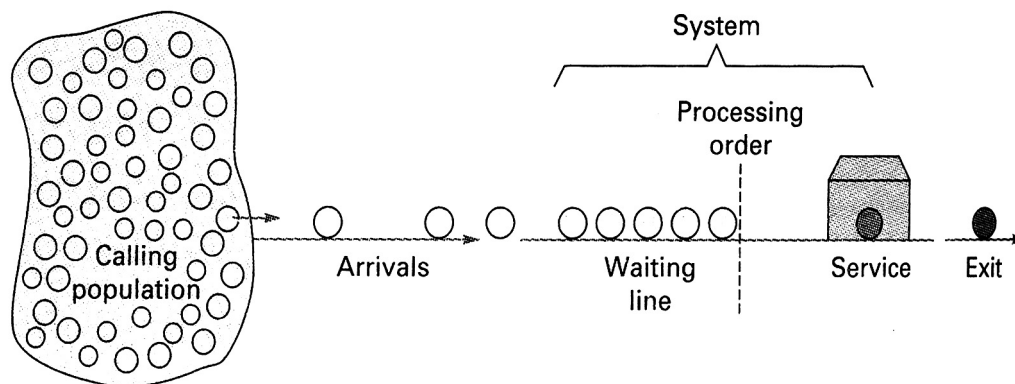 System
Processing
order
Calling
population
Arrivals
Waiting
line
Service
Exit